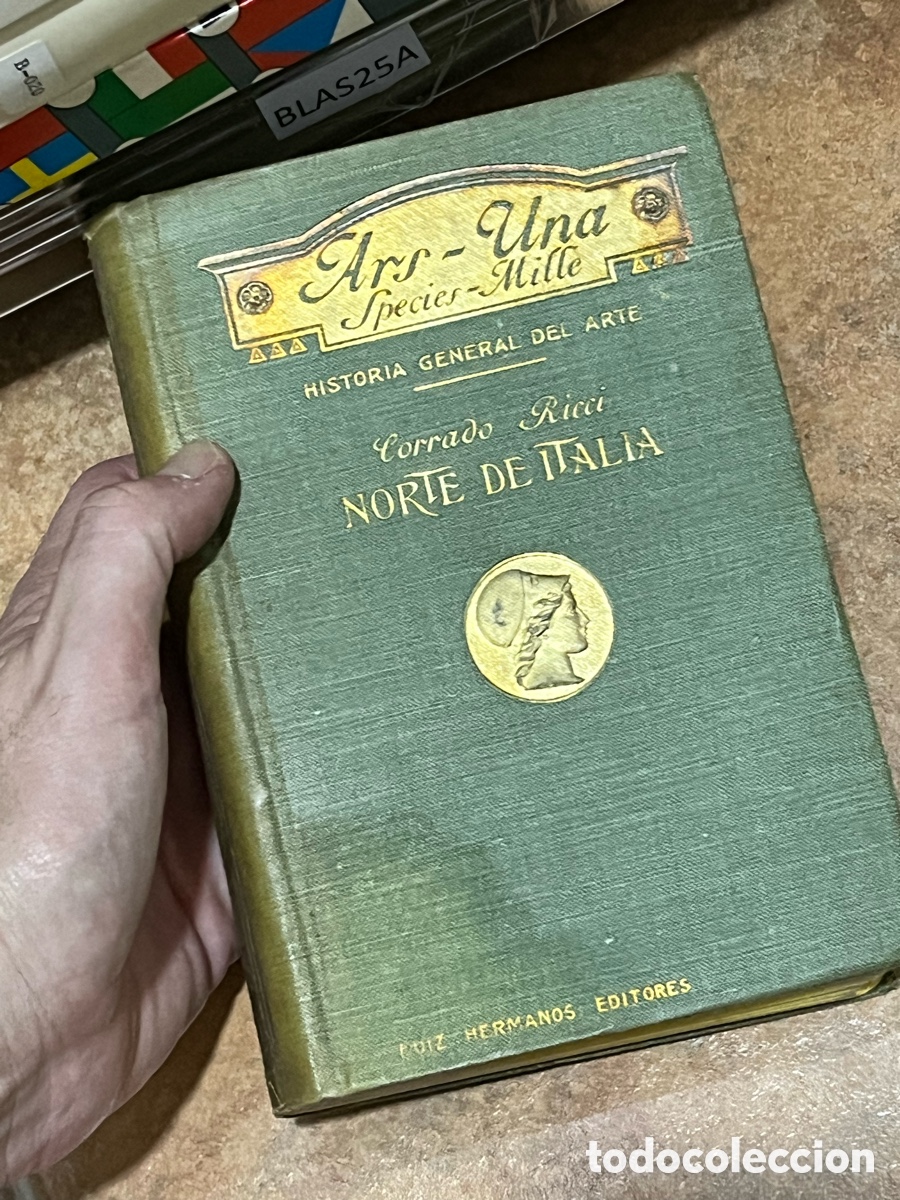 B-020
BLAS25A
Ars-Una
Species-Mille
HISTORIA GENERAL DEL ARTE
Corrado Ricci
NORTE DE ITALIA
RUIZ HERMANOS EDITORES
todocoleccion